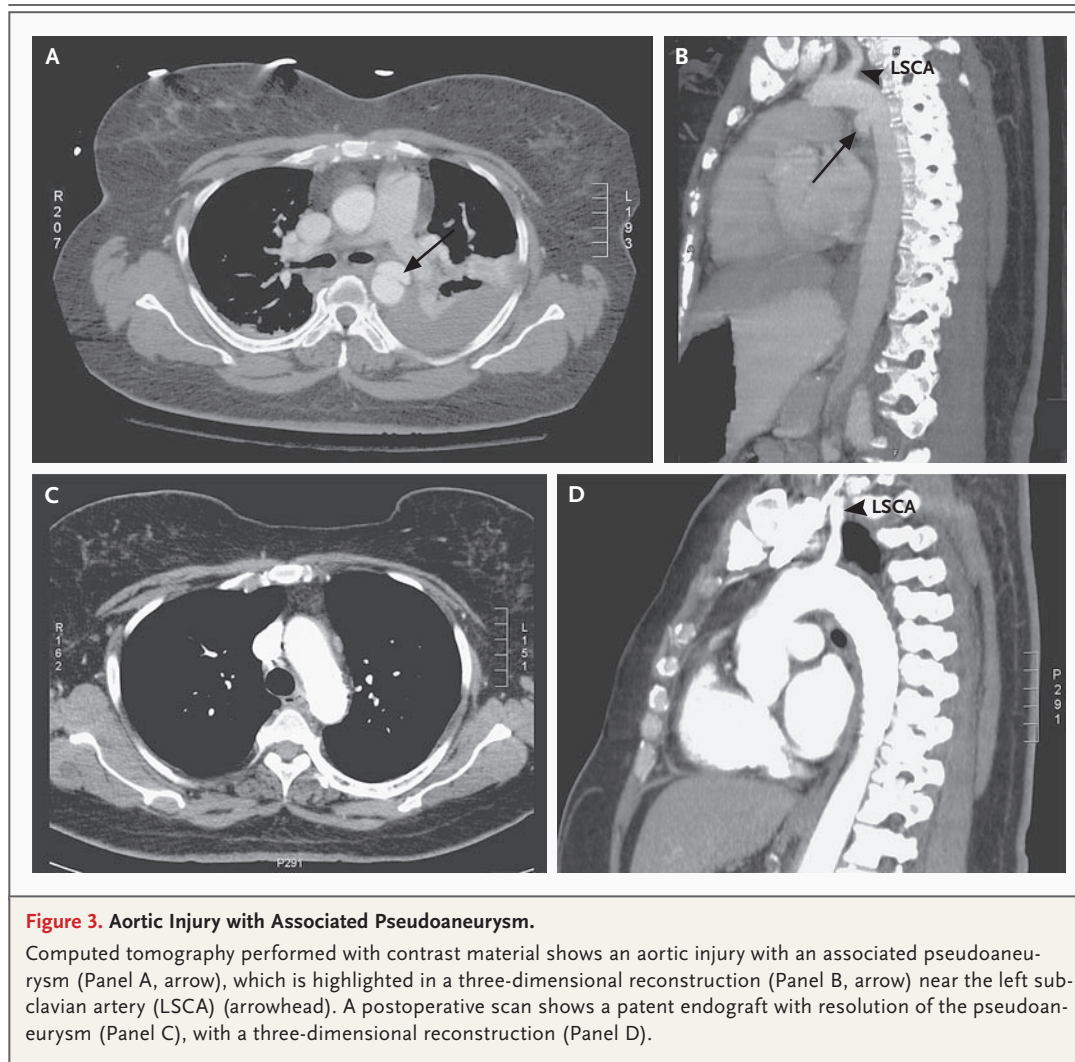 A
R
2
0
7
L
1
9
3
B
LSCA
C
R
1
6
2
L
1
5
1
P291
D
LSCA
P
2
9
1
Figure 3. Aortic Injury with Associated Pseudoaneurysm.
Computed tomography performed with contrast material shows an aortic injury with an associated pseudoaneu-
rysm (Panel A, arrow), which is highlighted in a three-dimensional reconstruction (Panel B, arrow) near the left sub-
clavian artery (LSCA) (arrowhead). A postoperative scan shows a patent endograft with resolution of the pseudoan-
eurysm (Panel C), with a three-dimensional reconstruction (Panel D).